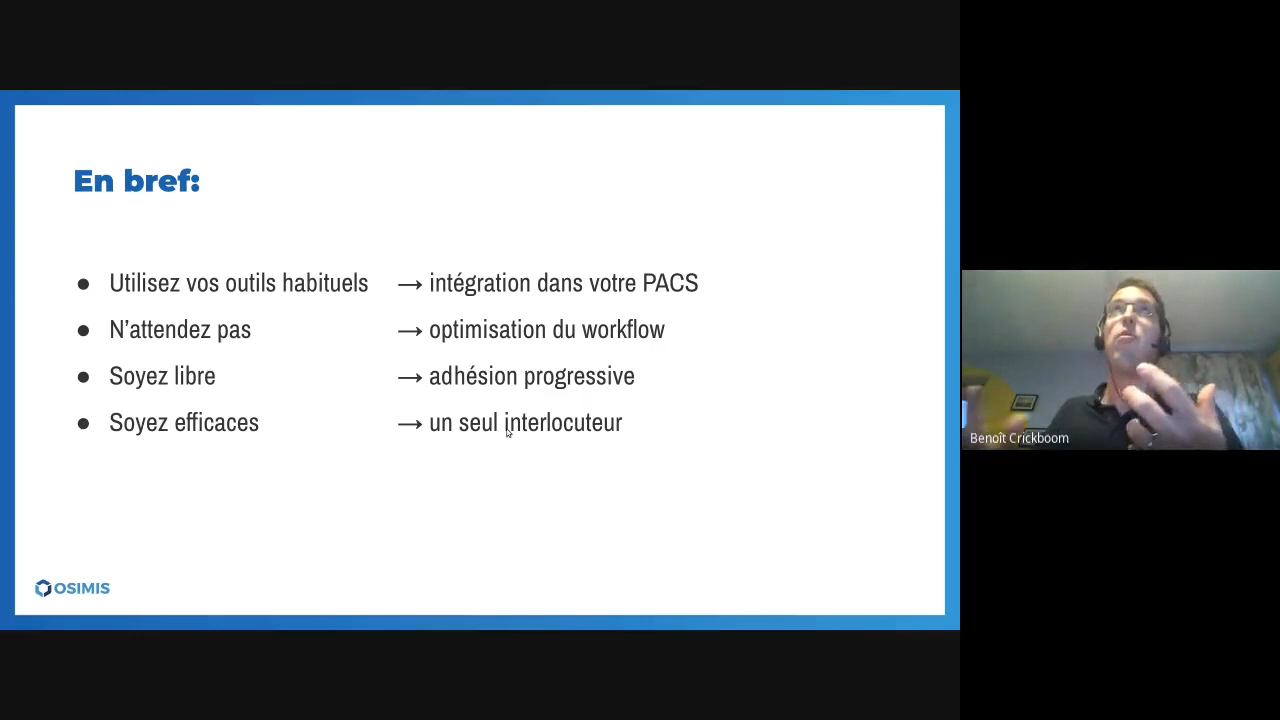 En bref:
● Utilisez vos outils habituels → intégration dans votre PACS
● N’attendez pas → optimisation du workflow
● Soyez libre → adhésion progressive
● Soyez efficaces → un seul interlocuteur
OSIMIS
Benoît Crickboom